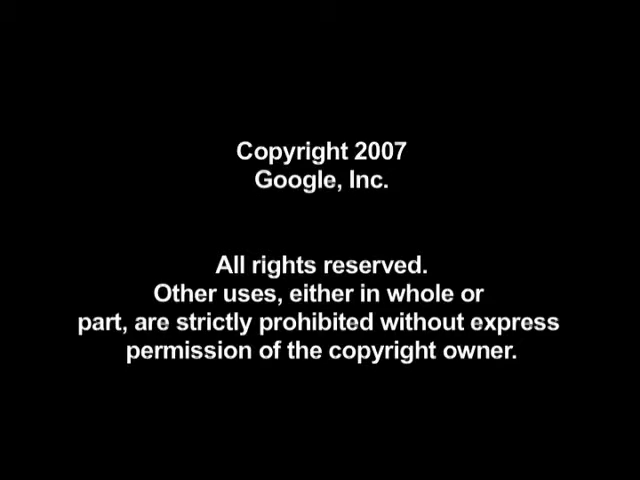 Copyright 2007
Google, Inc.
All rights reserved.
Other uses, either in whole or
part, are strictly prohibited without express
permission of the copyright owner.